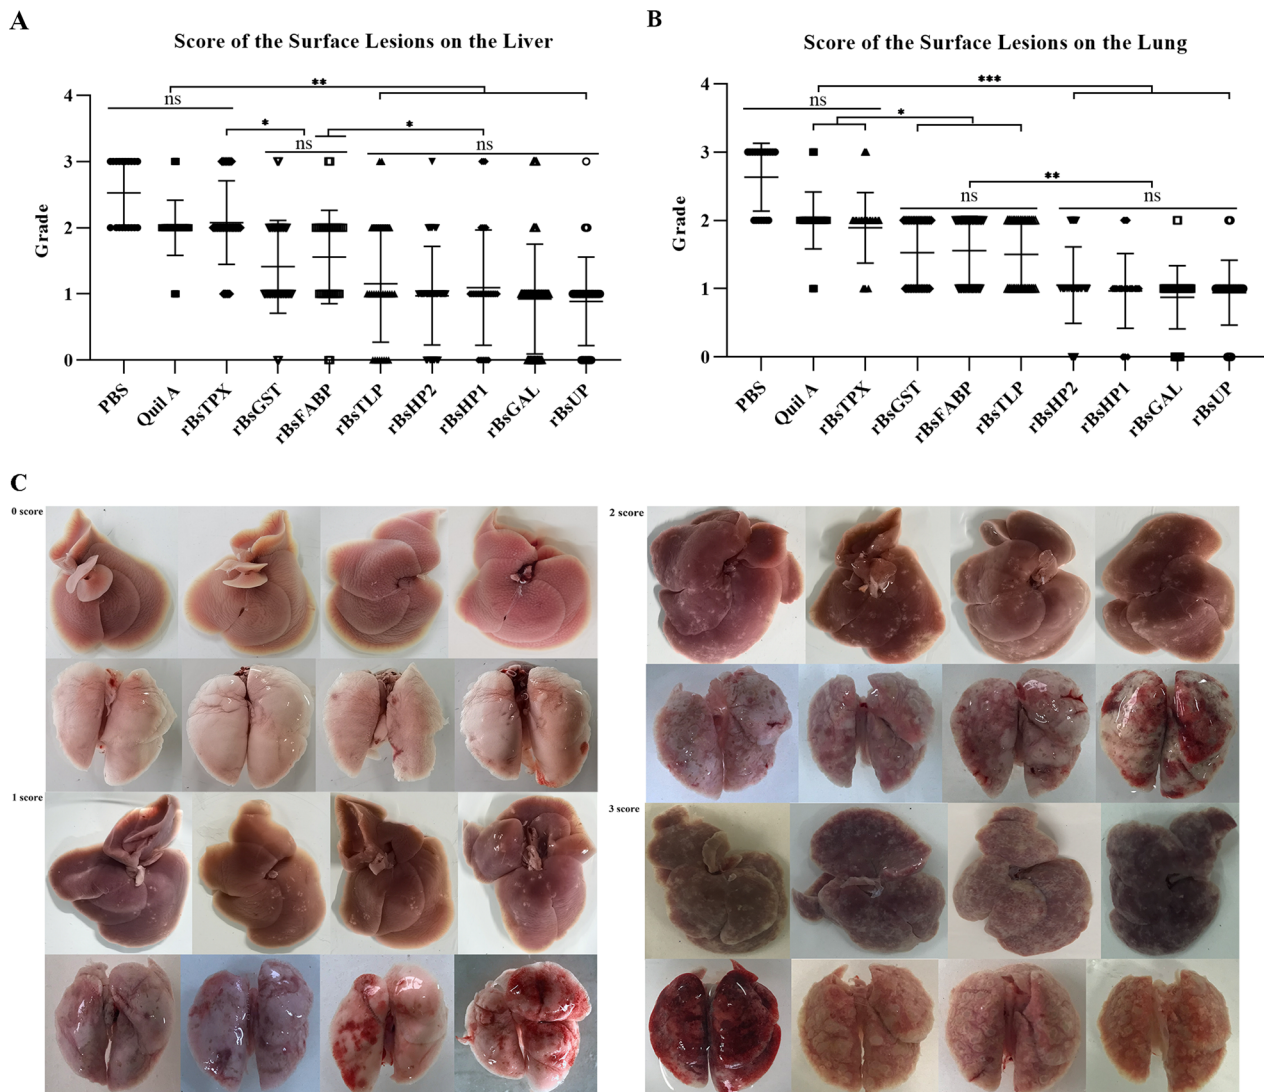 A
Score of the Surface Lesions on the Liver
**
ns
*
*
ns
ns
4
3
2
1
0
Grade
PBS
Quil A
rBsTPX
rBsGST
rBsFABP
rBsTLP
rBsHP2
rBsHP1
rBsGAL
rBsUP
B
Score of the Surface Lesions on the Lung
***
ns
*
**
ns
ns
4
3
2
1
0
Grade
PBS
Quil A
rBsTPX
rBsGST
rBsFABP
rBsTLP
rBsHP2
rBsHP1
rBsGAL
rBsUP
C
0 score
1 score
2 score
3 score